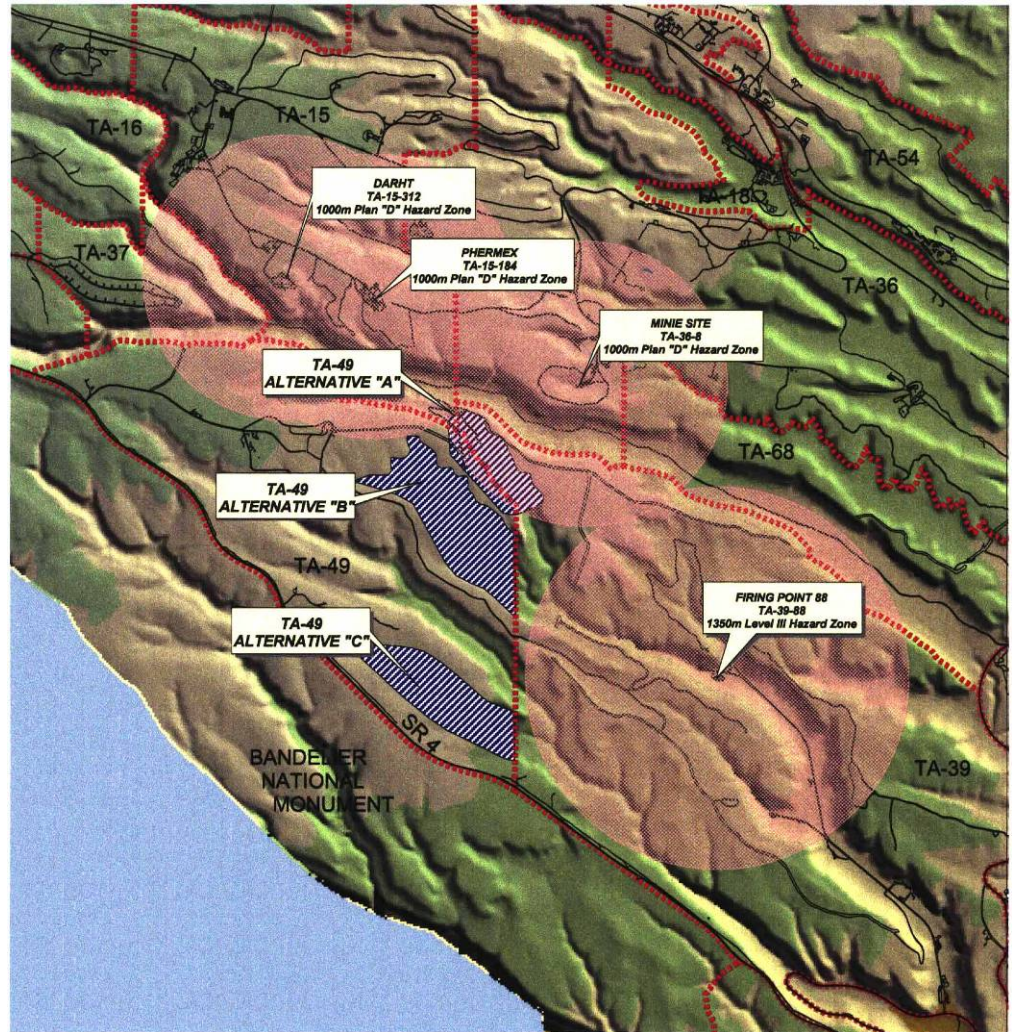 TA-16
TA-15
TA-54
DARHT
TA-15-312
1000m Plan "D" Hazard Zone
TA-18
TA-37
PHERMEX
TA-15-184
1000m Plan "D" Hazard Zone
TA-36
MINIE SITE
TA-36-8
1000m Plan "D" Hazard Zone
TA-49
ALTERNATIVE "A"
TA-68
TA-49
ALTERNATIVE "B"
TA-49
FIRING POINT 88
TA-39-88
1350m Level III Hazard Zone
TA-49
ALTERNATIVE "C"
SR 4
BANDELIER
NATIONAL
MONUMENT
TA-39